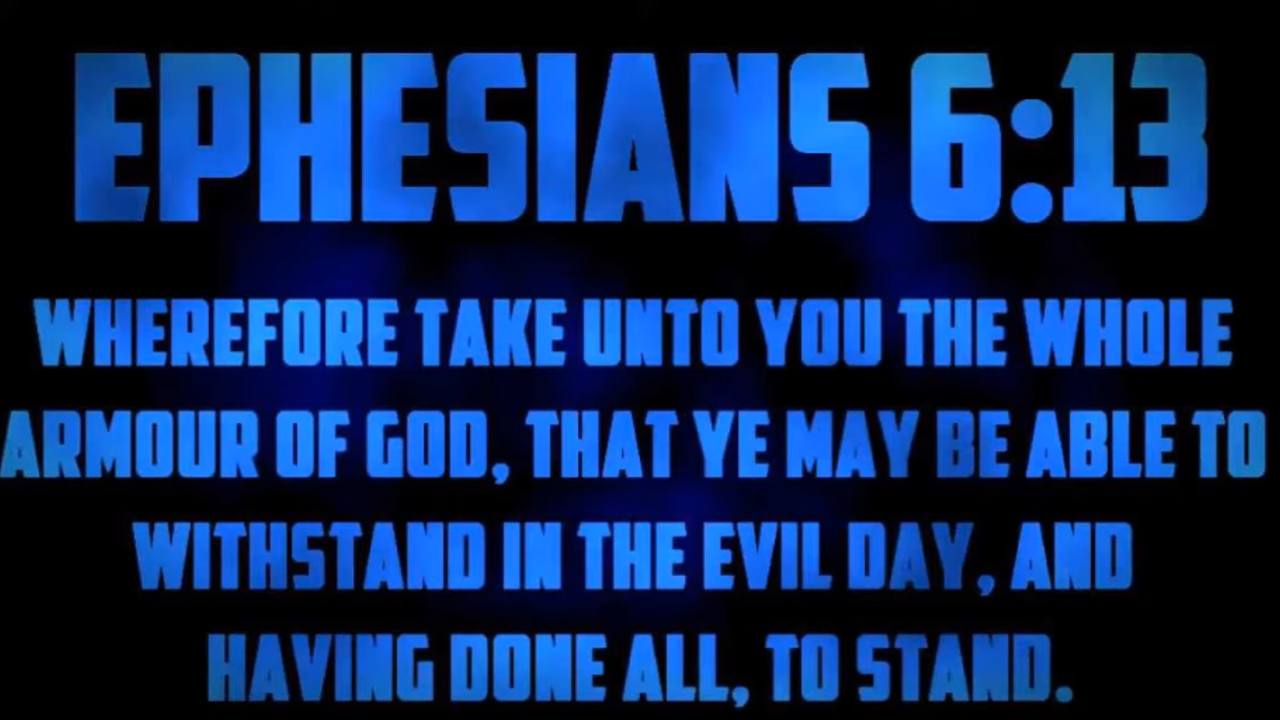 EPHESIANS 6:13
WHEREFORE TAKE UNTO YOU THE WHOLE
ARMOUR OF GOD, THAT YE MAY BE ABLE TO
WITHSTAND IN THE EVIL DAY, AND
HAVING DONE ALL, TO STAND.